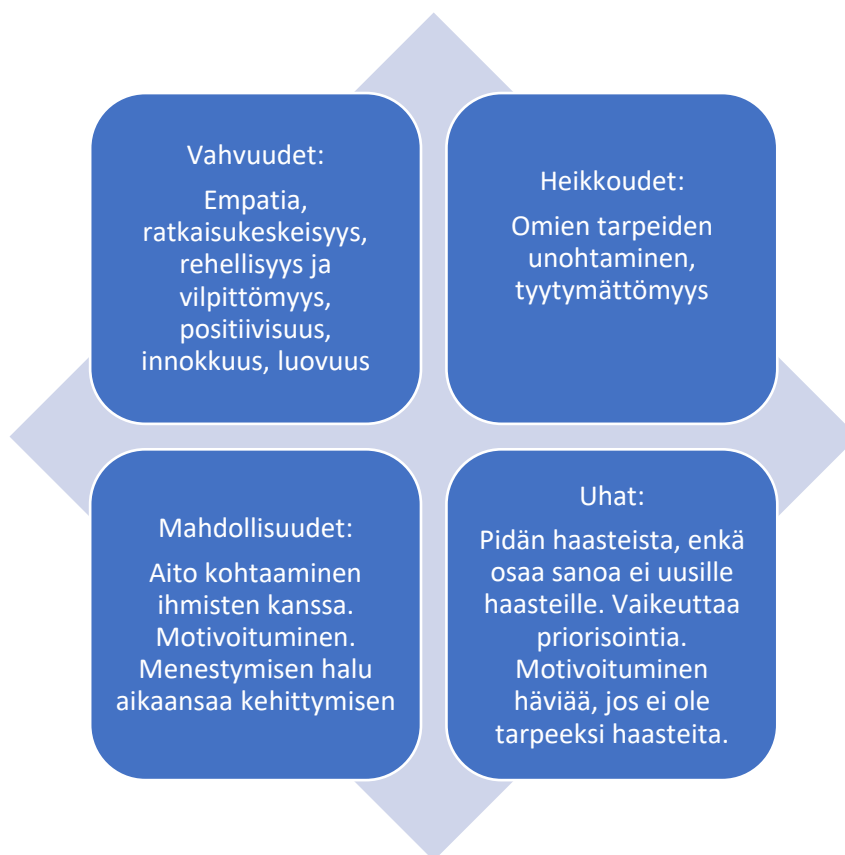 Vahvuudet:
Empatia,
ratkaisukeskeisyys,
rehellisyys ja
vilpittömyys,
positiivisuus,
innokkuus, luovuus
Heikkoudet:
Omien tarpeiden
unohtaminen,
tyytymättömyys
Mahdollisuudet:
Aito kohtaaminen
ihmisten kanssa.
Motivoituminen.
Menestymisen halu
aikaansaa kehittymisen
Uhat:
Pidän haasteista, enkä
osaa sanoa ei uusille
haasteille. Vaikeuttaa
priorisointia.
Motivoituminen
häviää, jos ei ole
tarpeeksi haasteita.